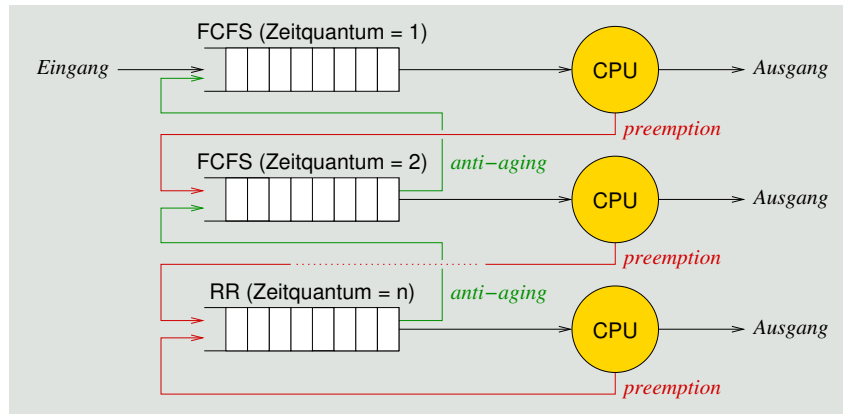 FCFS (Zeitquantum = 1)
Eingang
CPU
Ausgang
preemption
FCFS (Zeitquantum = 2)
anti−aging
CPU
Ausgang
preemption
RR (Zeitquantum = n)
anti−aging
CPU
Ausgang
preemption